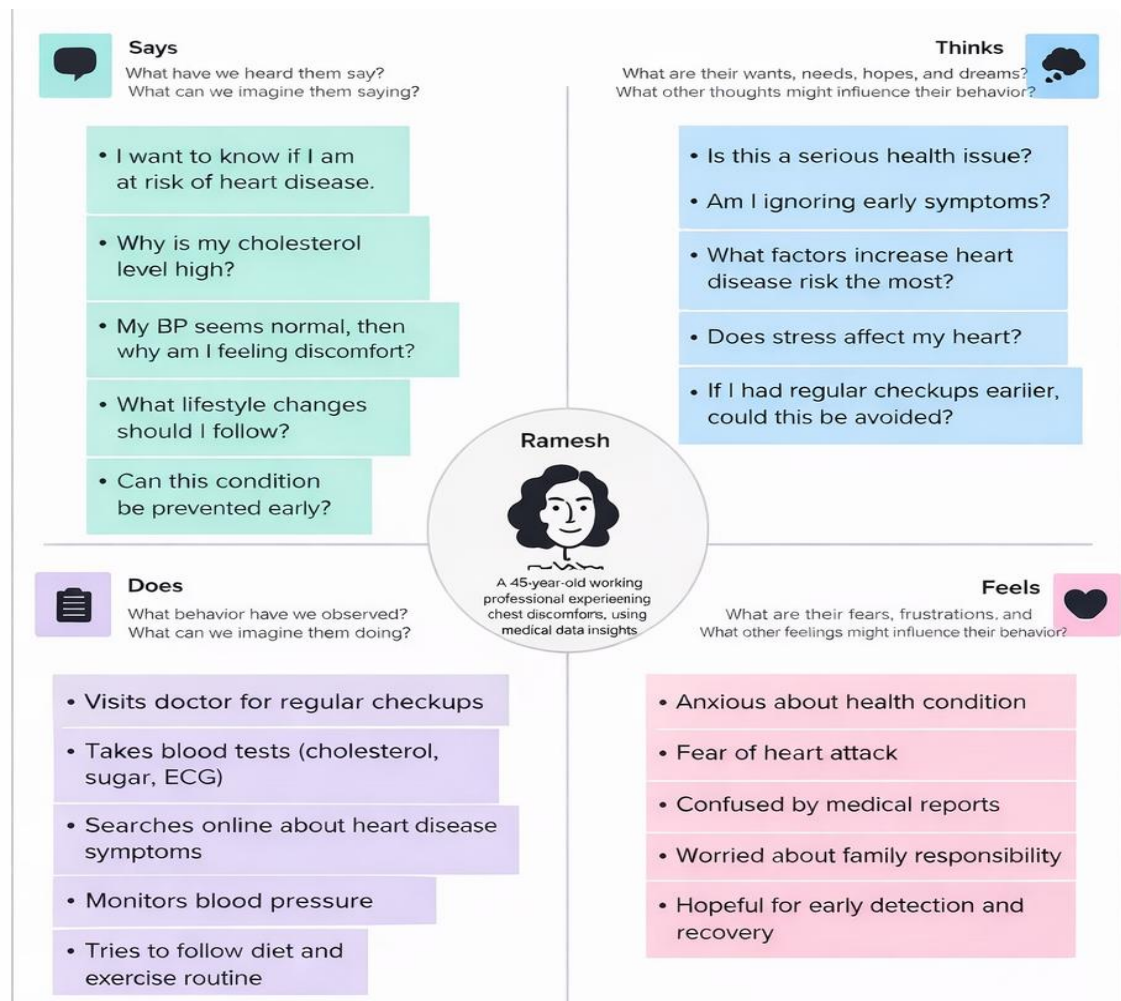 Says
What have we heard them say?
What can we imagine them saying?
• I want to know if I am
at risk of heart disease.
• Why is my cholesterol
level high?
• My BP seems normal, then
why am I feeling discomfort?
• What lifestyle changes
should I follow?
• Can this condition
be prevented early?
Thinks
What are their wants, needs, hopes, and dreams?
What other thoughts might influence their behavior?
• Is this a serious health issue?
• Am I ignoring early symptoms?
• What factors increase heart
disease risk the most?
• Does stress affect my heart?
• If I had regular checkups eariier,
could this be avoided?
Ramesh
A 45-year-old working
professional experieening
chest discomfors, using
medical data insights
Does
What behavior have we observed?
What can we imagine them doing?
• Visits doctor for regular checkups
• Takes blood tests (cholesterol,
sugar, ECG)
• Searches online about heart disease
symptoms
• Monitors blood pressure
• Tries to follow diet and
exercise routine
Feels
What are their fears, frustrations, and
What other feelings might influence their behavior?
• Anxious about health condition
• Fear of heart attack
• Confused by medical reports
• Worried about family responsibility
• Hopeful for early detection and
recovery